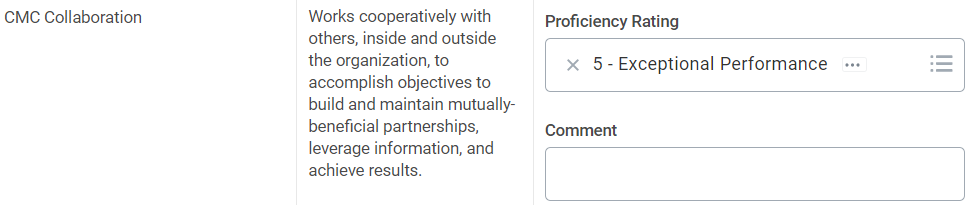 CMC Collaboration
Works cooperatively with
others, inside and outside
the organization, to
accomplish objectives to
build and maintain mutually-
beneficial partnerships,
leverage information, and
achieve results.
Proficiency Rating
5 - Exceptional Performance
Comment